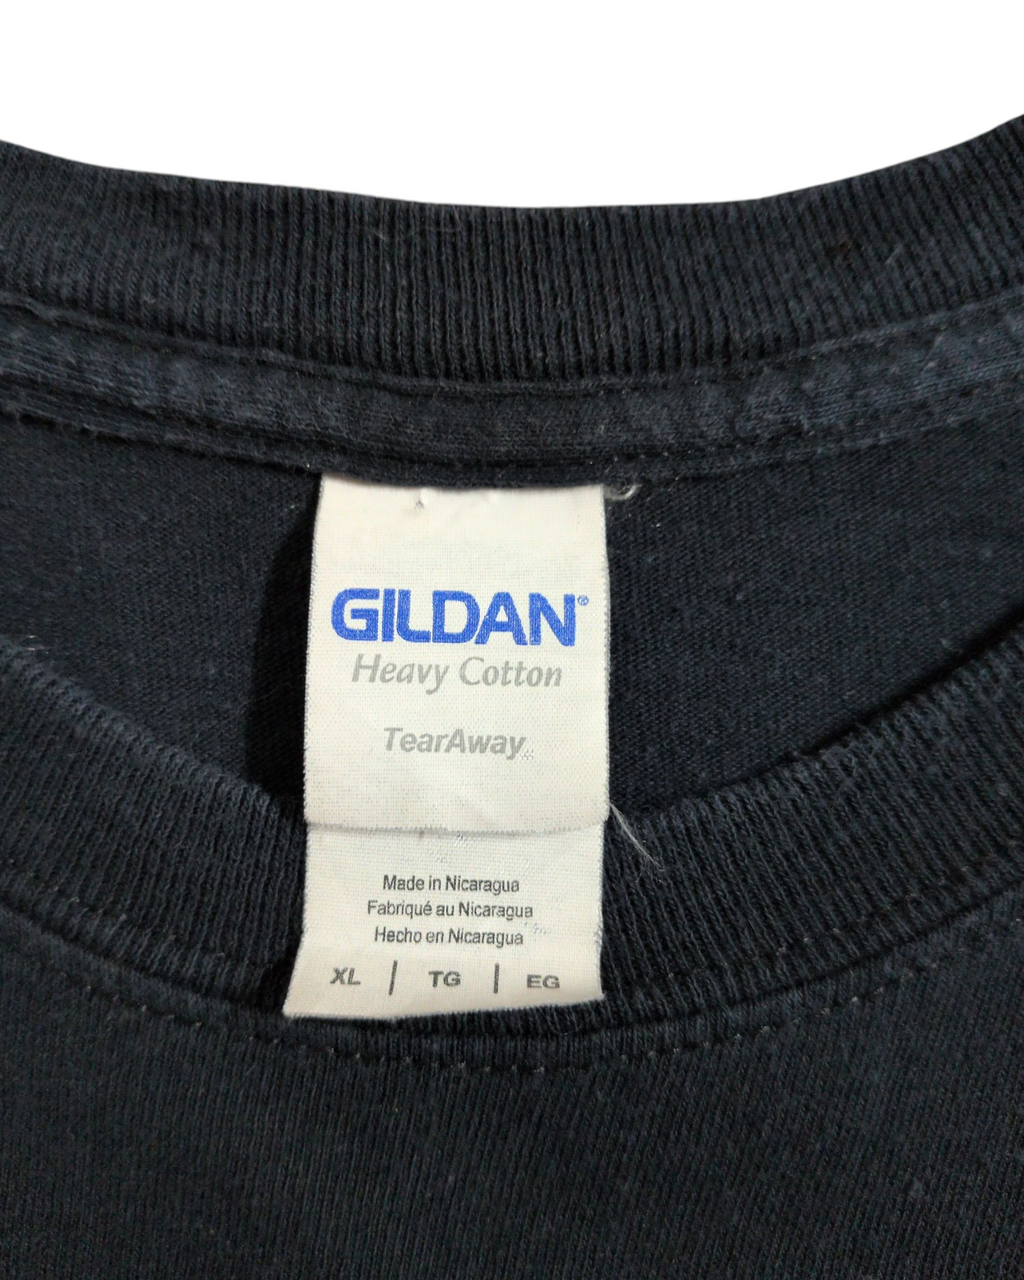 GILDAN®
Heavy Cotton
TearAway
Made in Nicaragua
Fabriqué au Nicaragua
Hecho en Nicaragua
XL | TG | EG